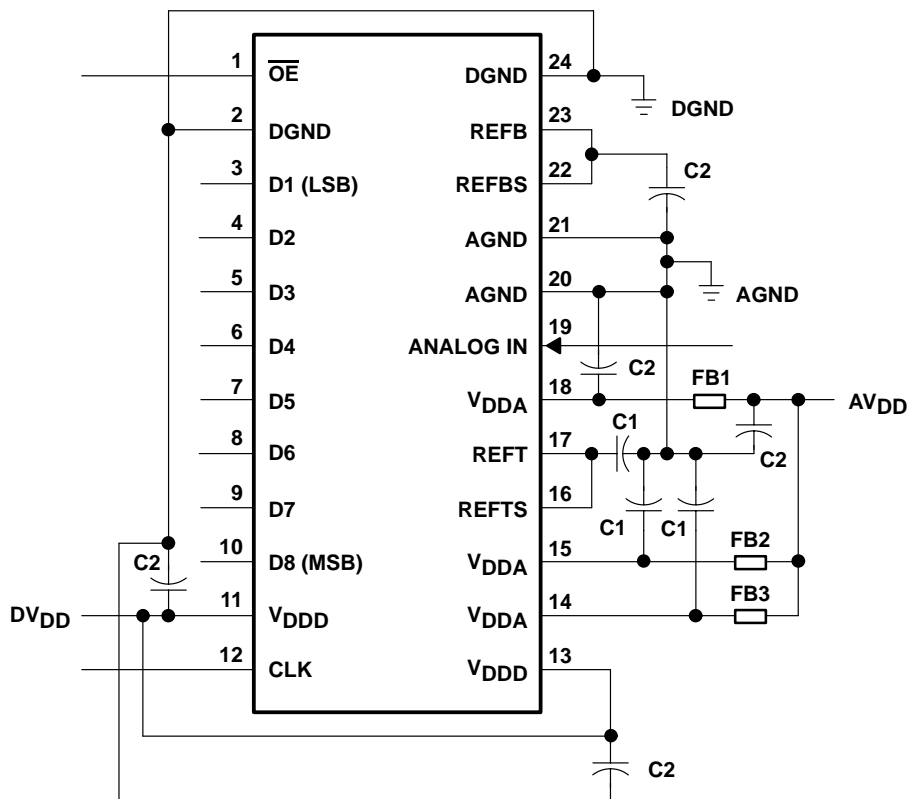 1 OE
2 DGND
3 D1 (LSB)
4 D2
5 D3
6 D4
7 D5
8 D6
9 D7
10 D8 (MSB)
11 VDDD
12 CLK
DVDD
C2
DGND 24
REFB 23
REFBS 22
AGND 21
AGND 20
ANALOG IN 19
VDDA 18
REFT 17
REFTS 16
VDDA 15
VDDA 14
VDDD 13
DGND
C2
AGND
C2
FB1
AVDD
C1
C2
C1
C1
FB2
FB3
C2